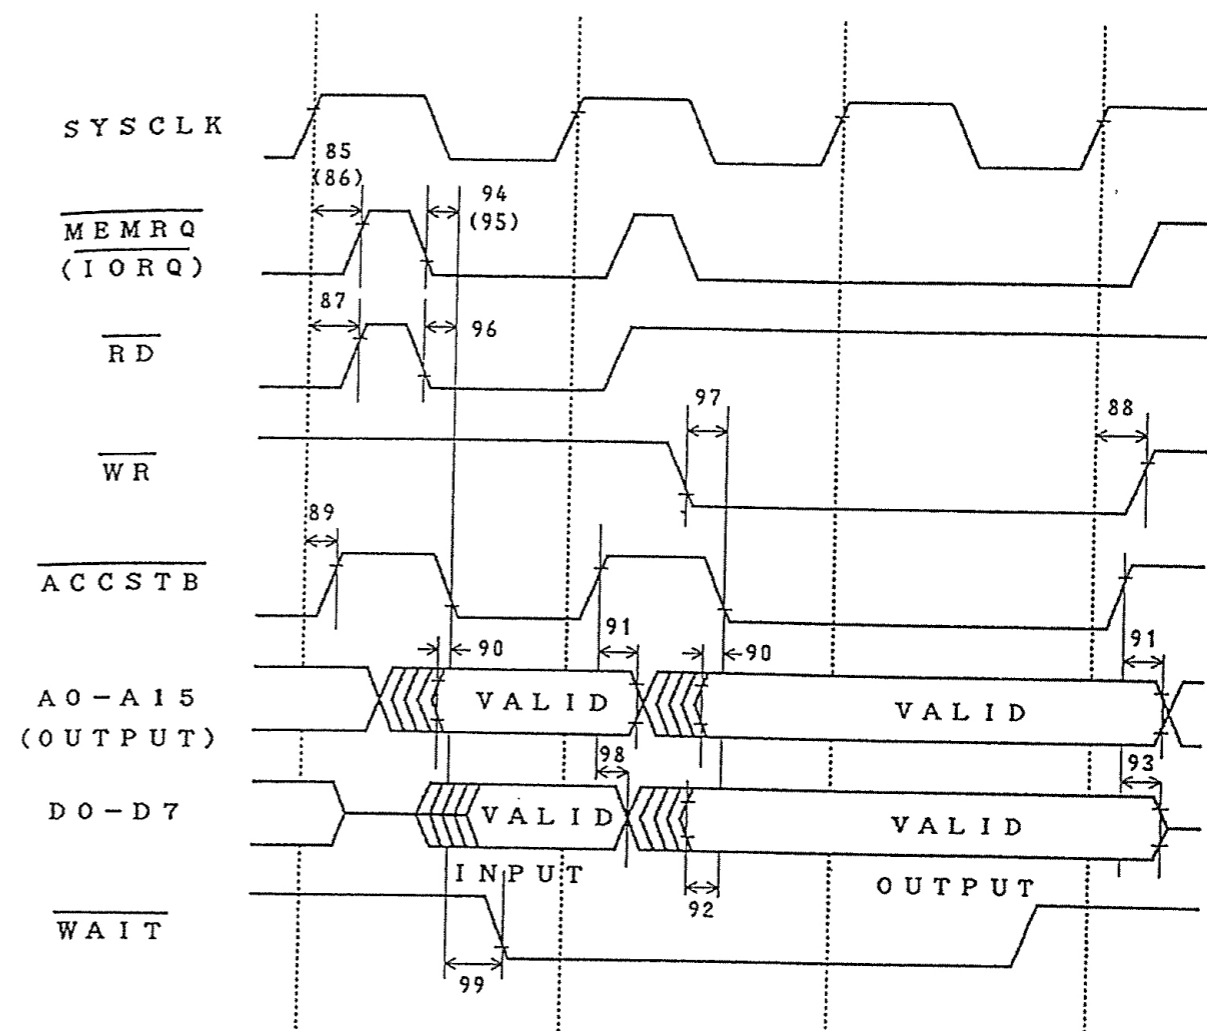 SYSCLK
85
(86)
94
(95)
MEMRQ
(IORQ)
87
96
RD
97
88
WR
89
ACCSTB
90
91
90
91
A0-A15
(OUTPUT)
VALID
VALID
98
93
D0-D7
VALID
VALID
INPUT
OUTPUT
92
WAIT
99